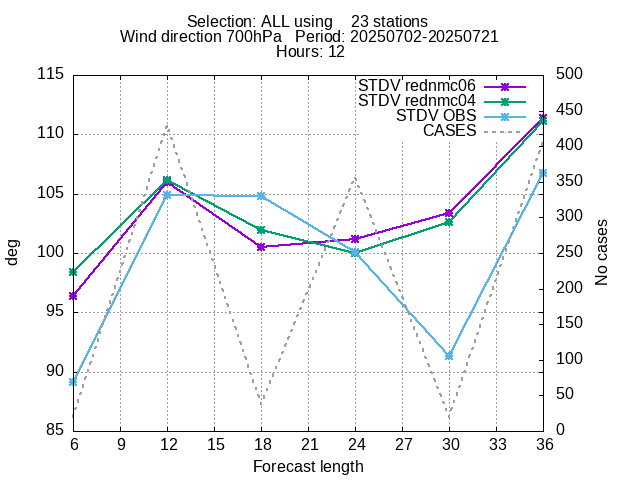 Selection: ALL using    23 stations
Wind direction 700hPa   Period: 20250702-20250721
Hours: 12
115
110
105
100
95
90
85
deg
500
450
400
350
300
250
200
150
100
50
0
No cases
STDV rednmc06
STDV rednmc04
STDV OBS
CASES
6 9 12 15 18 21 24 27 30 33 36
Forecast length